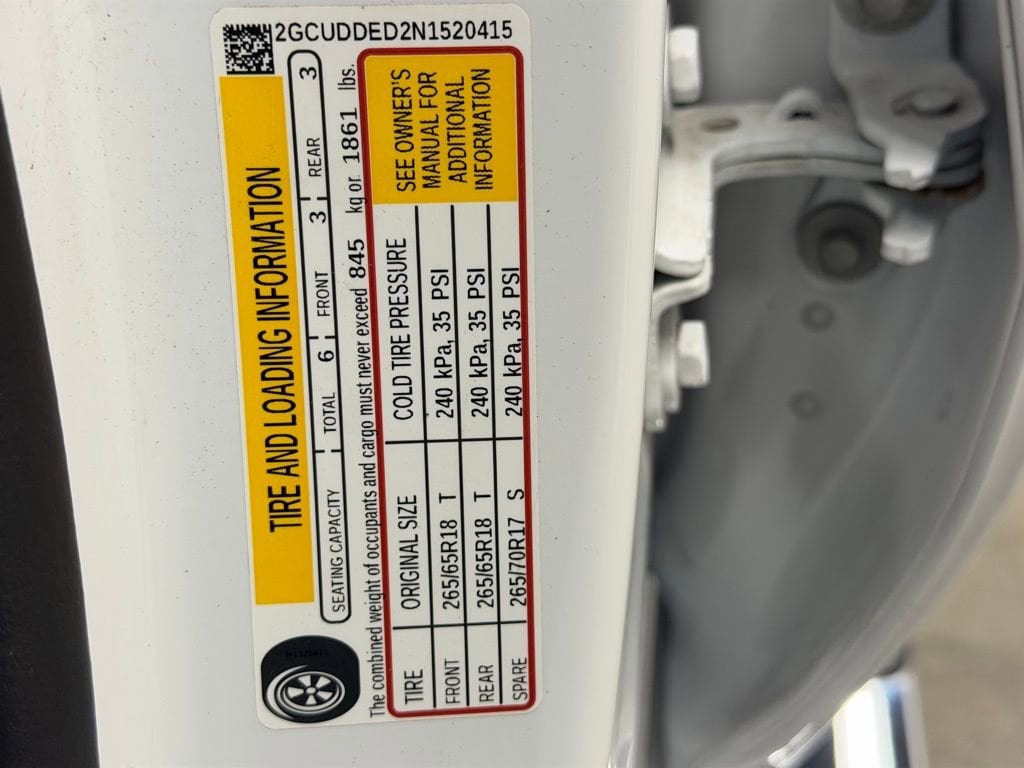 2GCUDDED2N1520415
TIRE AND LOADING INFORMATION
SEATING CAPACITY TOTAL 6 FRONT 3 REAR 3
The combined weight of occupants and cargo must never exceed 845 kg or 1861 lbs.
TIRE ORIGINAL SIZE COLD TIRE PRESSURE
FRONT 265/65R18 T 240 kPa, 35 PSI
REAR 265/65R18 T 240 kPa, 35 PSI
SPARE 265/70R17 S 240 kPa, 35 PSI
SEE OWNER'S
MANUAL FOR
ADDITIONAL
INFORMATION